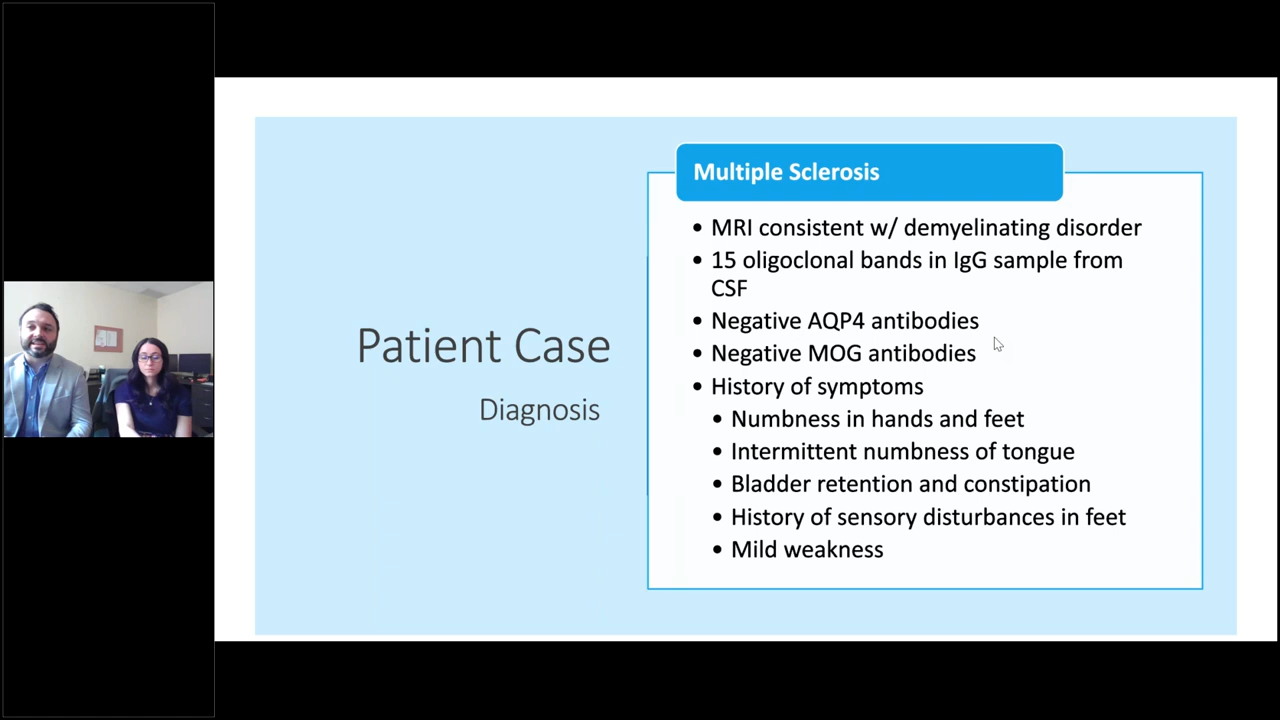 Multiple Sclerosis
• MRI consistent w/ demyelinating disorder
• 15 oligoclonal bands in IgG sample from
CSF
• Negative AQP4 antibodies
• Negative MOG antibodies
• History of symptoms
• Numbness in hands and feet
• Intermittent numbness of tongue
• Bladder retention and constipation
• History of sensory disturbances in feet
• Mild weakness
Patient Case
Diagnosis